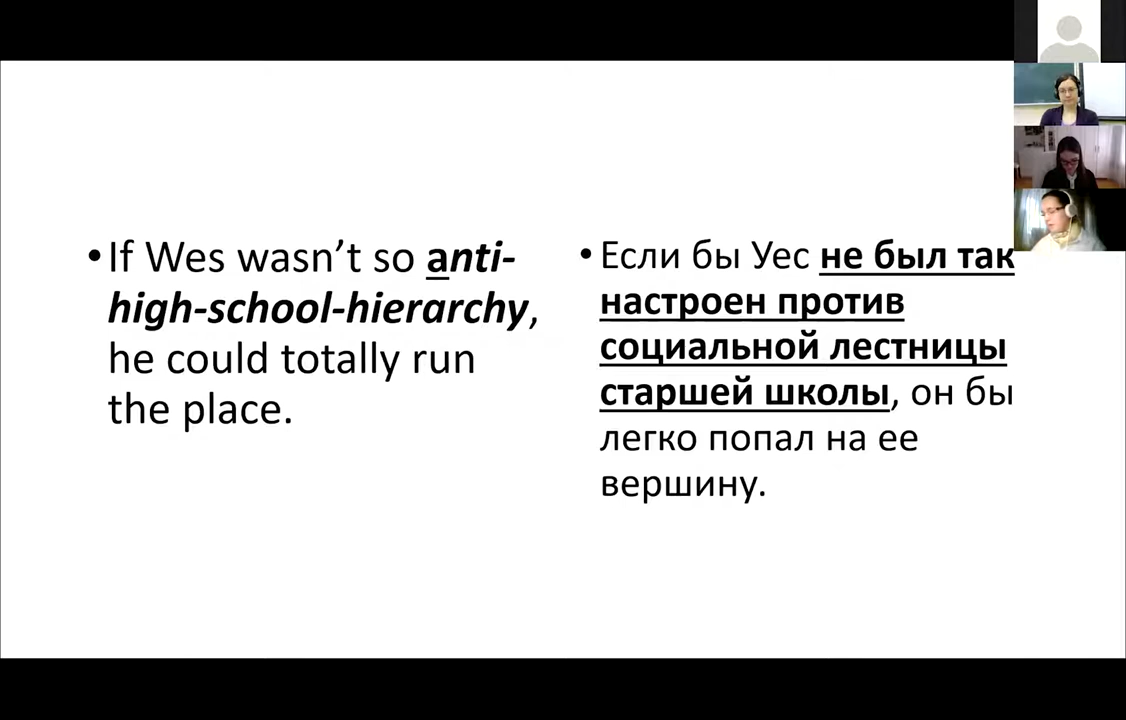 •If Wes wasn’t so anti-
high-school-hierarchy,
he could totally run
the place.
•Если бы Уес не был так
настроен против
социальной лестницы
старшей школы, он бы
легко попал на ее
вершину.